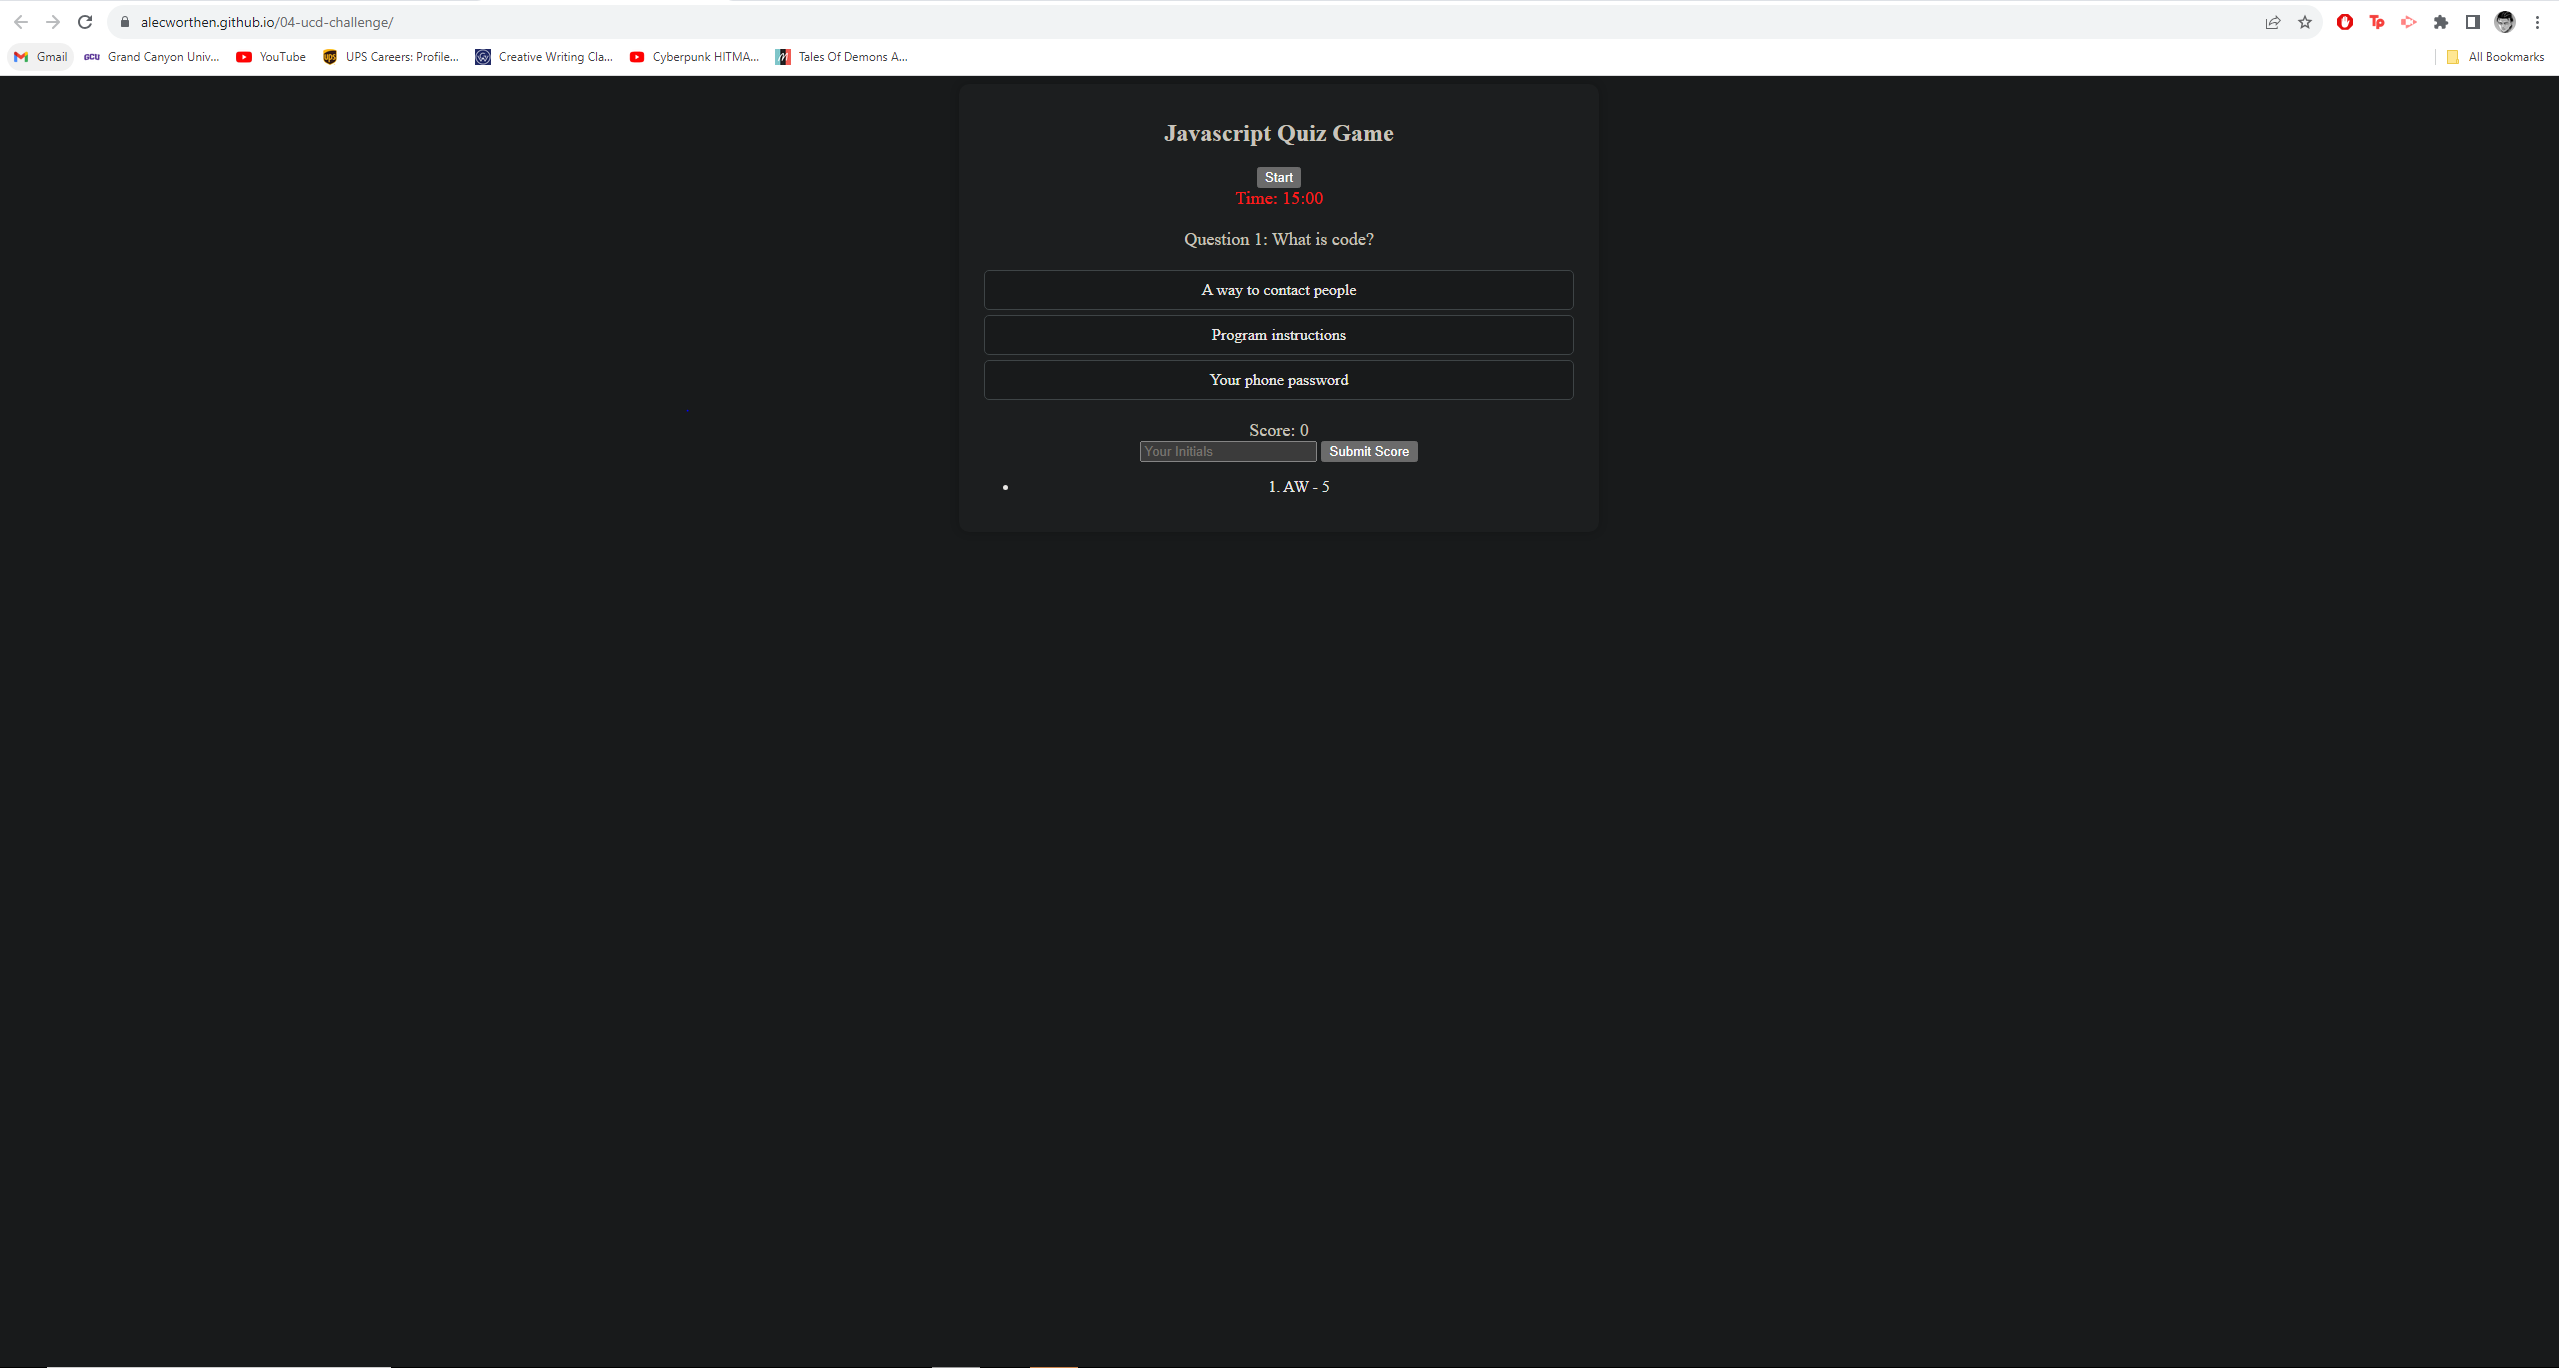 alecworthen.github.io/04-ucd-challenge/
Gmail GCU Grand Canyon Univ... YouTube UPS Careers: Profile... Creative Writing Cla... Cyberpunk HITMA... Tales Of Demons A... All Bookmarks
Javascript Quiz Game
Start
Time: 15:00
Question 1: What is code?
A way to contact people
Program instructions
Your phone password
Score: 0
Your Initials Submit Score
• 1. AW - 5